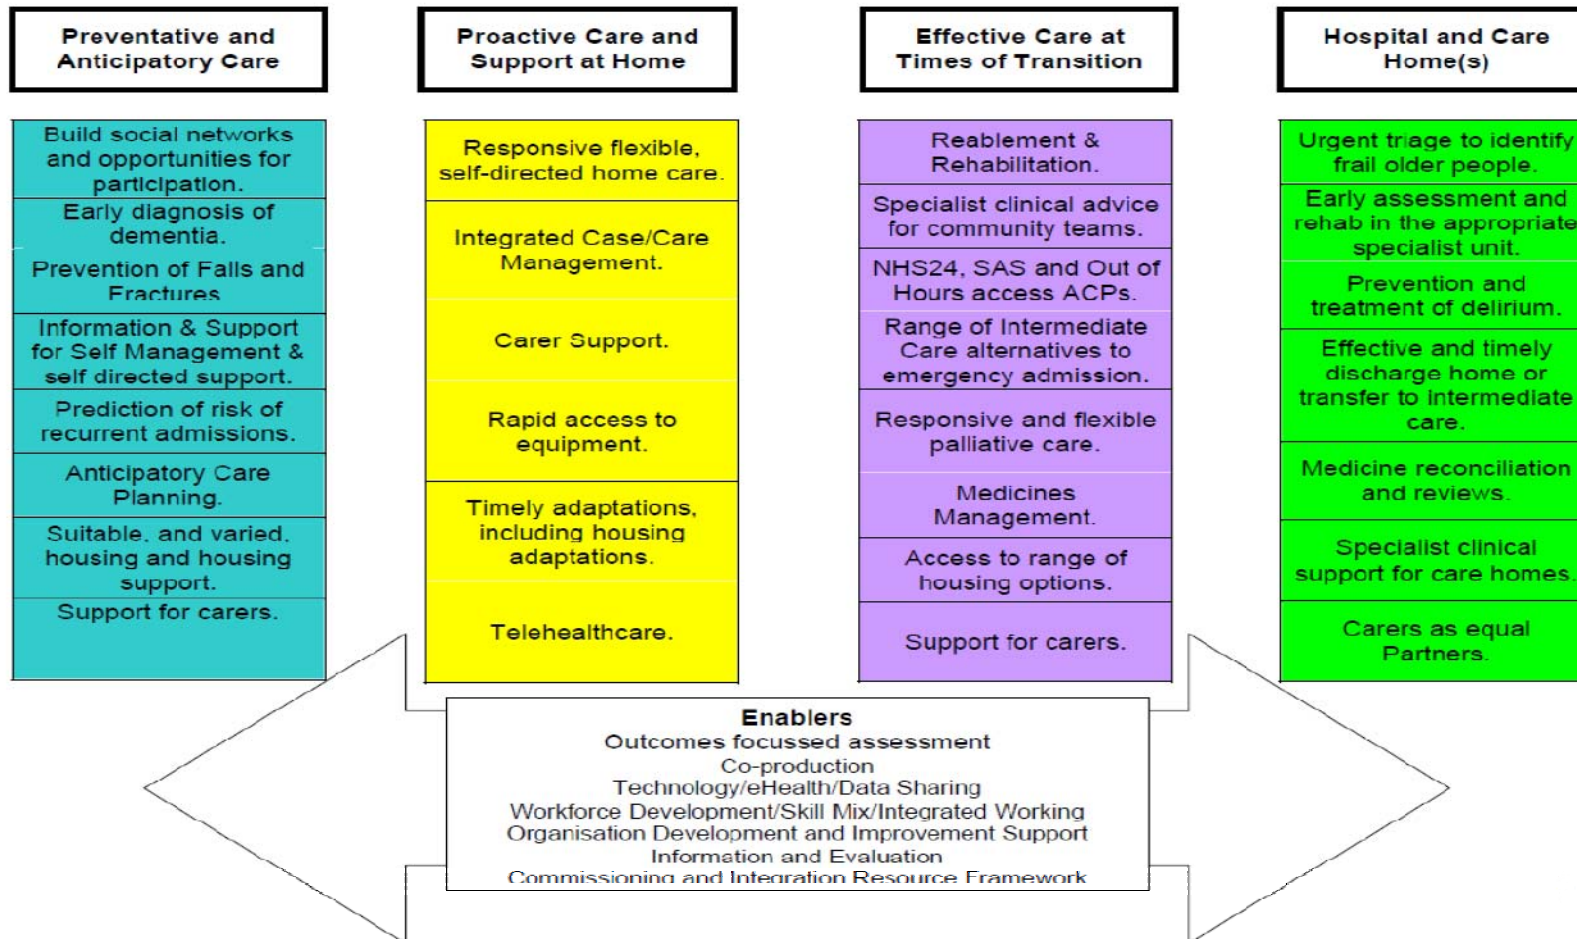 Preventative and
Anticipatory Care
Build social networks
and opportunities for
participation.
Early diagnosis of
dementia.
Prevention of Falls and
Fractures
Information & Support
for Self Management &
self directed support.
Prediction of risk of
recurrent admissions.
Anticipatory Care
Planning.
Suitable, and varied,
housing and housing
support.
Support for carers.
Proactive Care and
Support at Home
Responsive flexible,
self-directed home care.
Integrated Case/Care
Management.
Carer Support.
Rapid access to
equipment.
Timely adaptations,
including housing
adaptations.
Telehealthcare.
Effective Care at
Times of Transition
Reablement &
Rehabilitation.
Specialist clinical advice
for community teams.
NHS24, SAS and Out of
Hours access ACPs.
Range of Intermediate
Care alternatives to
emergency admission.
Responsive and flexible
palliative care.
Medicines
Management.
Access to range of
housing options.
Support for carers.
Hospital and Care
Home(s)
Urgent triage to identify
frail older people.
Early assessment and
rehab in the appropriate
specialist unit.
Prevention and
treatment of delirium.
Effective and timely
discharge home or
transfer to intermediate
care.
Medicine reconciliation
and reviews.
Specialist clinical
support for care homes.
Carers as equal
Partners.
Enablers
Outcomes focussed assessment
Co-production
Technology/eHealth/Data Sharing
Workforce Development/Skill Mix/Integrated Working
Organisation Development and Improvement Support
Information and Evaluation
Commissioning and Integration Resource Framework